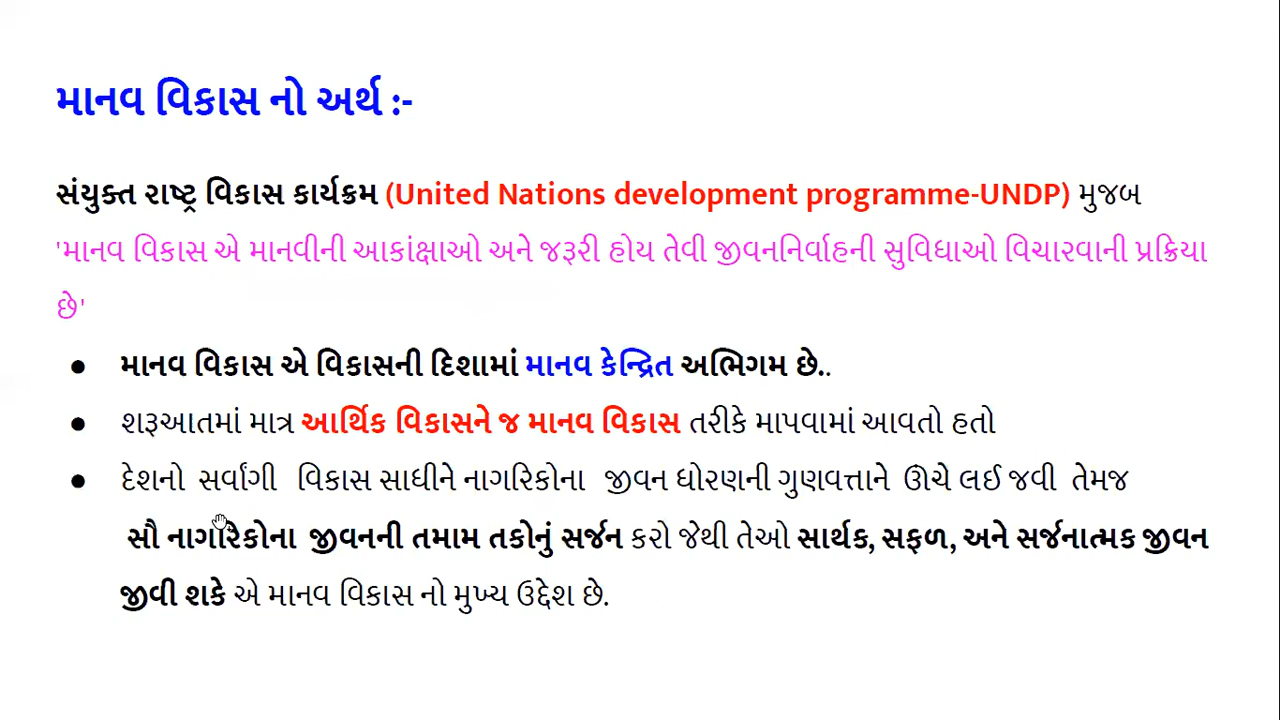 માનવ વિકાસ નો અર્થ :-
સંયુક્ત રાષ્ટ્ર વિકાસ કાર્યક્રમ (United Nations development programme-UNDP) મુજબ
'માનવ વિકાસ એ માનવીની આકાંક્ષાઓ અને જરૂરી હોય તેવી જીવનનિર્વાહની સુવિધાઓ વિચારવાની પ્રક્રિયા
છે'
● માનવ વિકાસ એ વિકાસની દિશામાં માનવ કેન્દ્રિત અભિગમ છે..
● શરૂઆતમાં માત્ર આર્થિક વિકાસને જ માનવ વિકાસ તરીકે માપવામાં આવતો હતો
● દેશનો સર્વાંગી વિકાસ સાધીને નાગરિકોના જીવન ધોરણની ગુણવત્તાને ઊચે લઈ જવી તેમજ
સૌ નાગરિકોના જીવનની તમામ તકોનું સર્જન કરો જેથી તેઓ સાર્થક, સફળ, અને સર્જનાત્મક જીવન
જીવી શકે એ માનવ વિકાસ નો મુખ્ય ઉદ્દેશ છે.